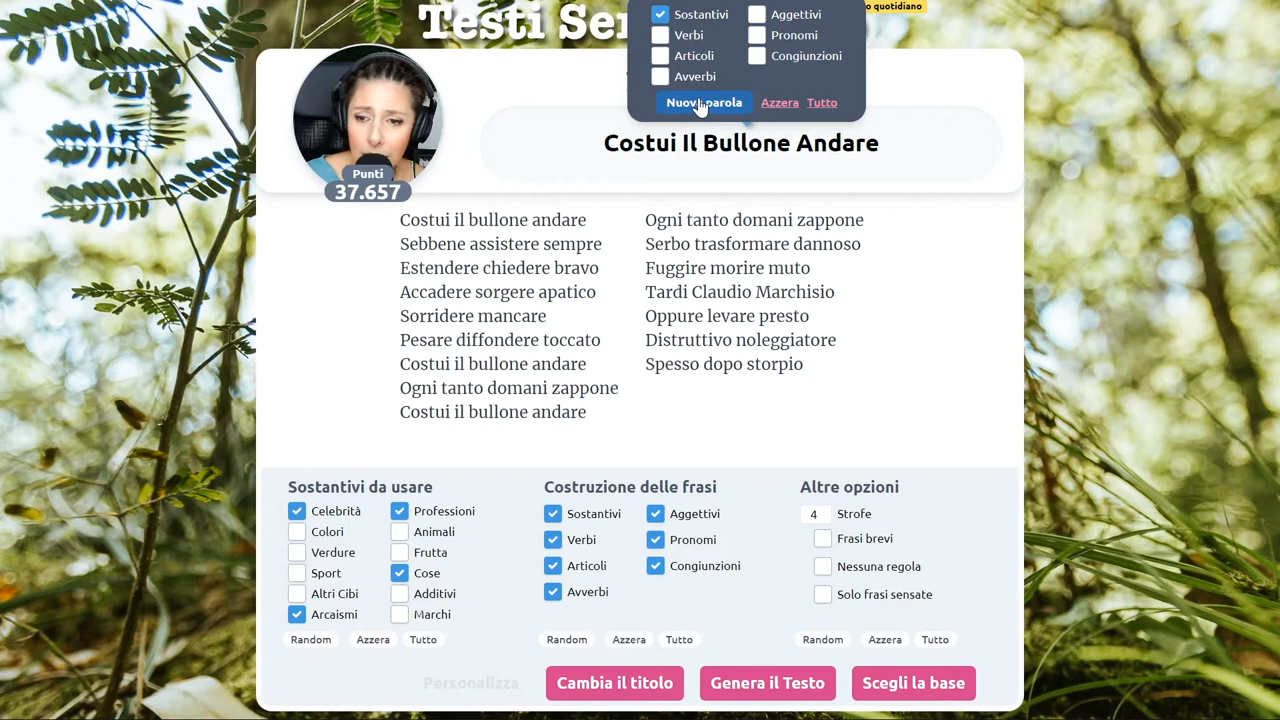 Testi Se
o quotidiano
Sostantivi
Aggettivi
Verbi
Pronomi
Articoli
Congiunzioni
Avverbi
Azzera
Tutto
Costui Il Bullone Andare
Punti
37.657
Costui il bullone andare
Sebbene assistere sempre
Estendere chiedere bravo
Accadere sorgere apatico
Sorridere mancare
Pesare diffondere toccato
Costui il bullone andare
Ogni tanto domani zappone
Costui il bullone andare
Ogni tanto domani zappone
Serbo trasformare dannoso
Fuggire morire muto
Tardi Claudio Marchisio
Oppure levare presto
Distruttivo noleggiatore
Spesso dopo storpio
Sostantivi da usare
Celebrità
Professioni
Colori
Animali
Verdure
Frutta
Sport
Cose
Altri Cibi
Additivi
Arcaismi
Marchi
Random
Azzera
Tutto
Costruzione delle frasi
Sostantivi
Aggettivi
Verbi
Pronomi
Articoli
Congiunzioni
Avverbi
Random
Azzera
Tutto
Altre opzioni
4 Strofe
Frasi brevi
Nessuna regola
Solo frasi sensate
Random
Azzera
Tutto
Personalizza
Cambia il titolo
Genera il Testo
Scegli la base